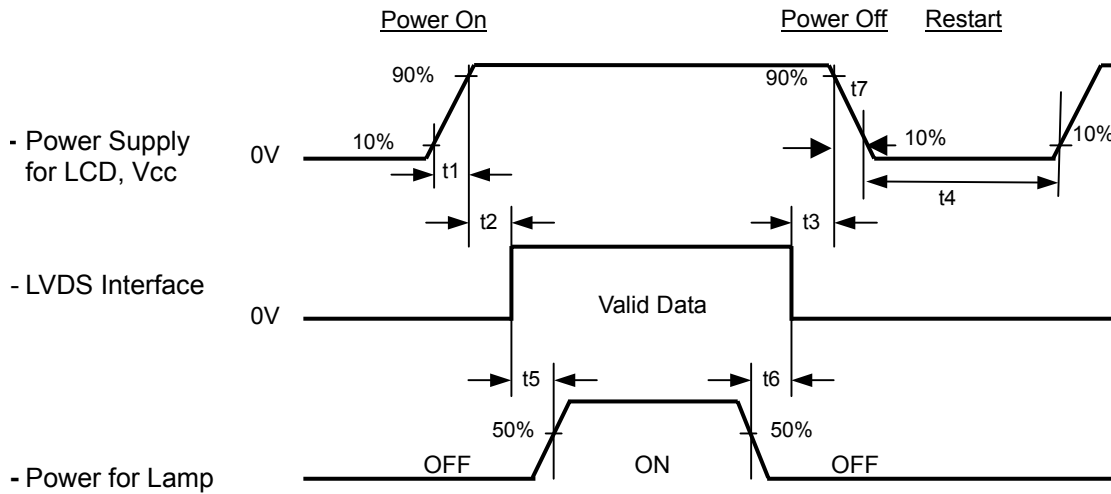 Power On
Power Off
Restart
90%
90%
t7
- Power Supply
for LCD, Vcc
0V
10%
10%
10%
t1
t4
t2
t3
- LVDS Interface
0V
Valid Data
t5
t6
50%
50%
- Power for Lamp
OFF
ON
OFF